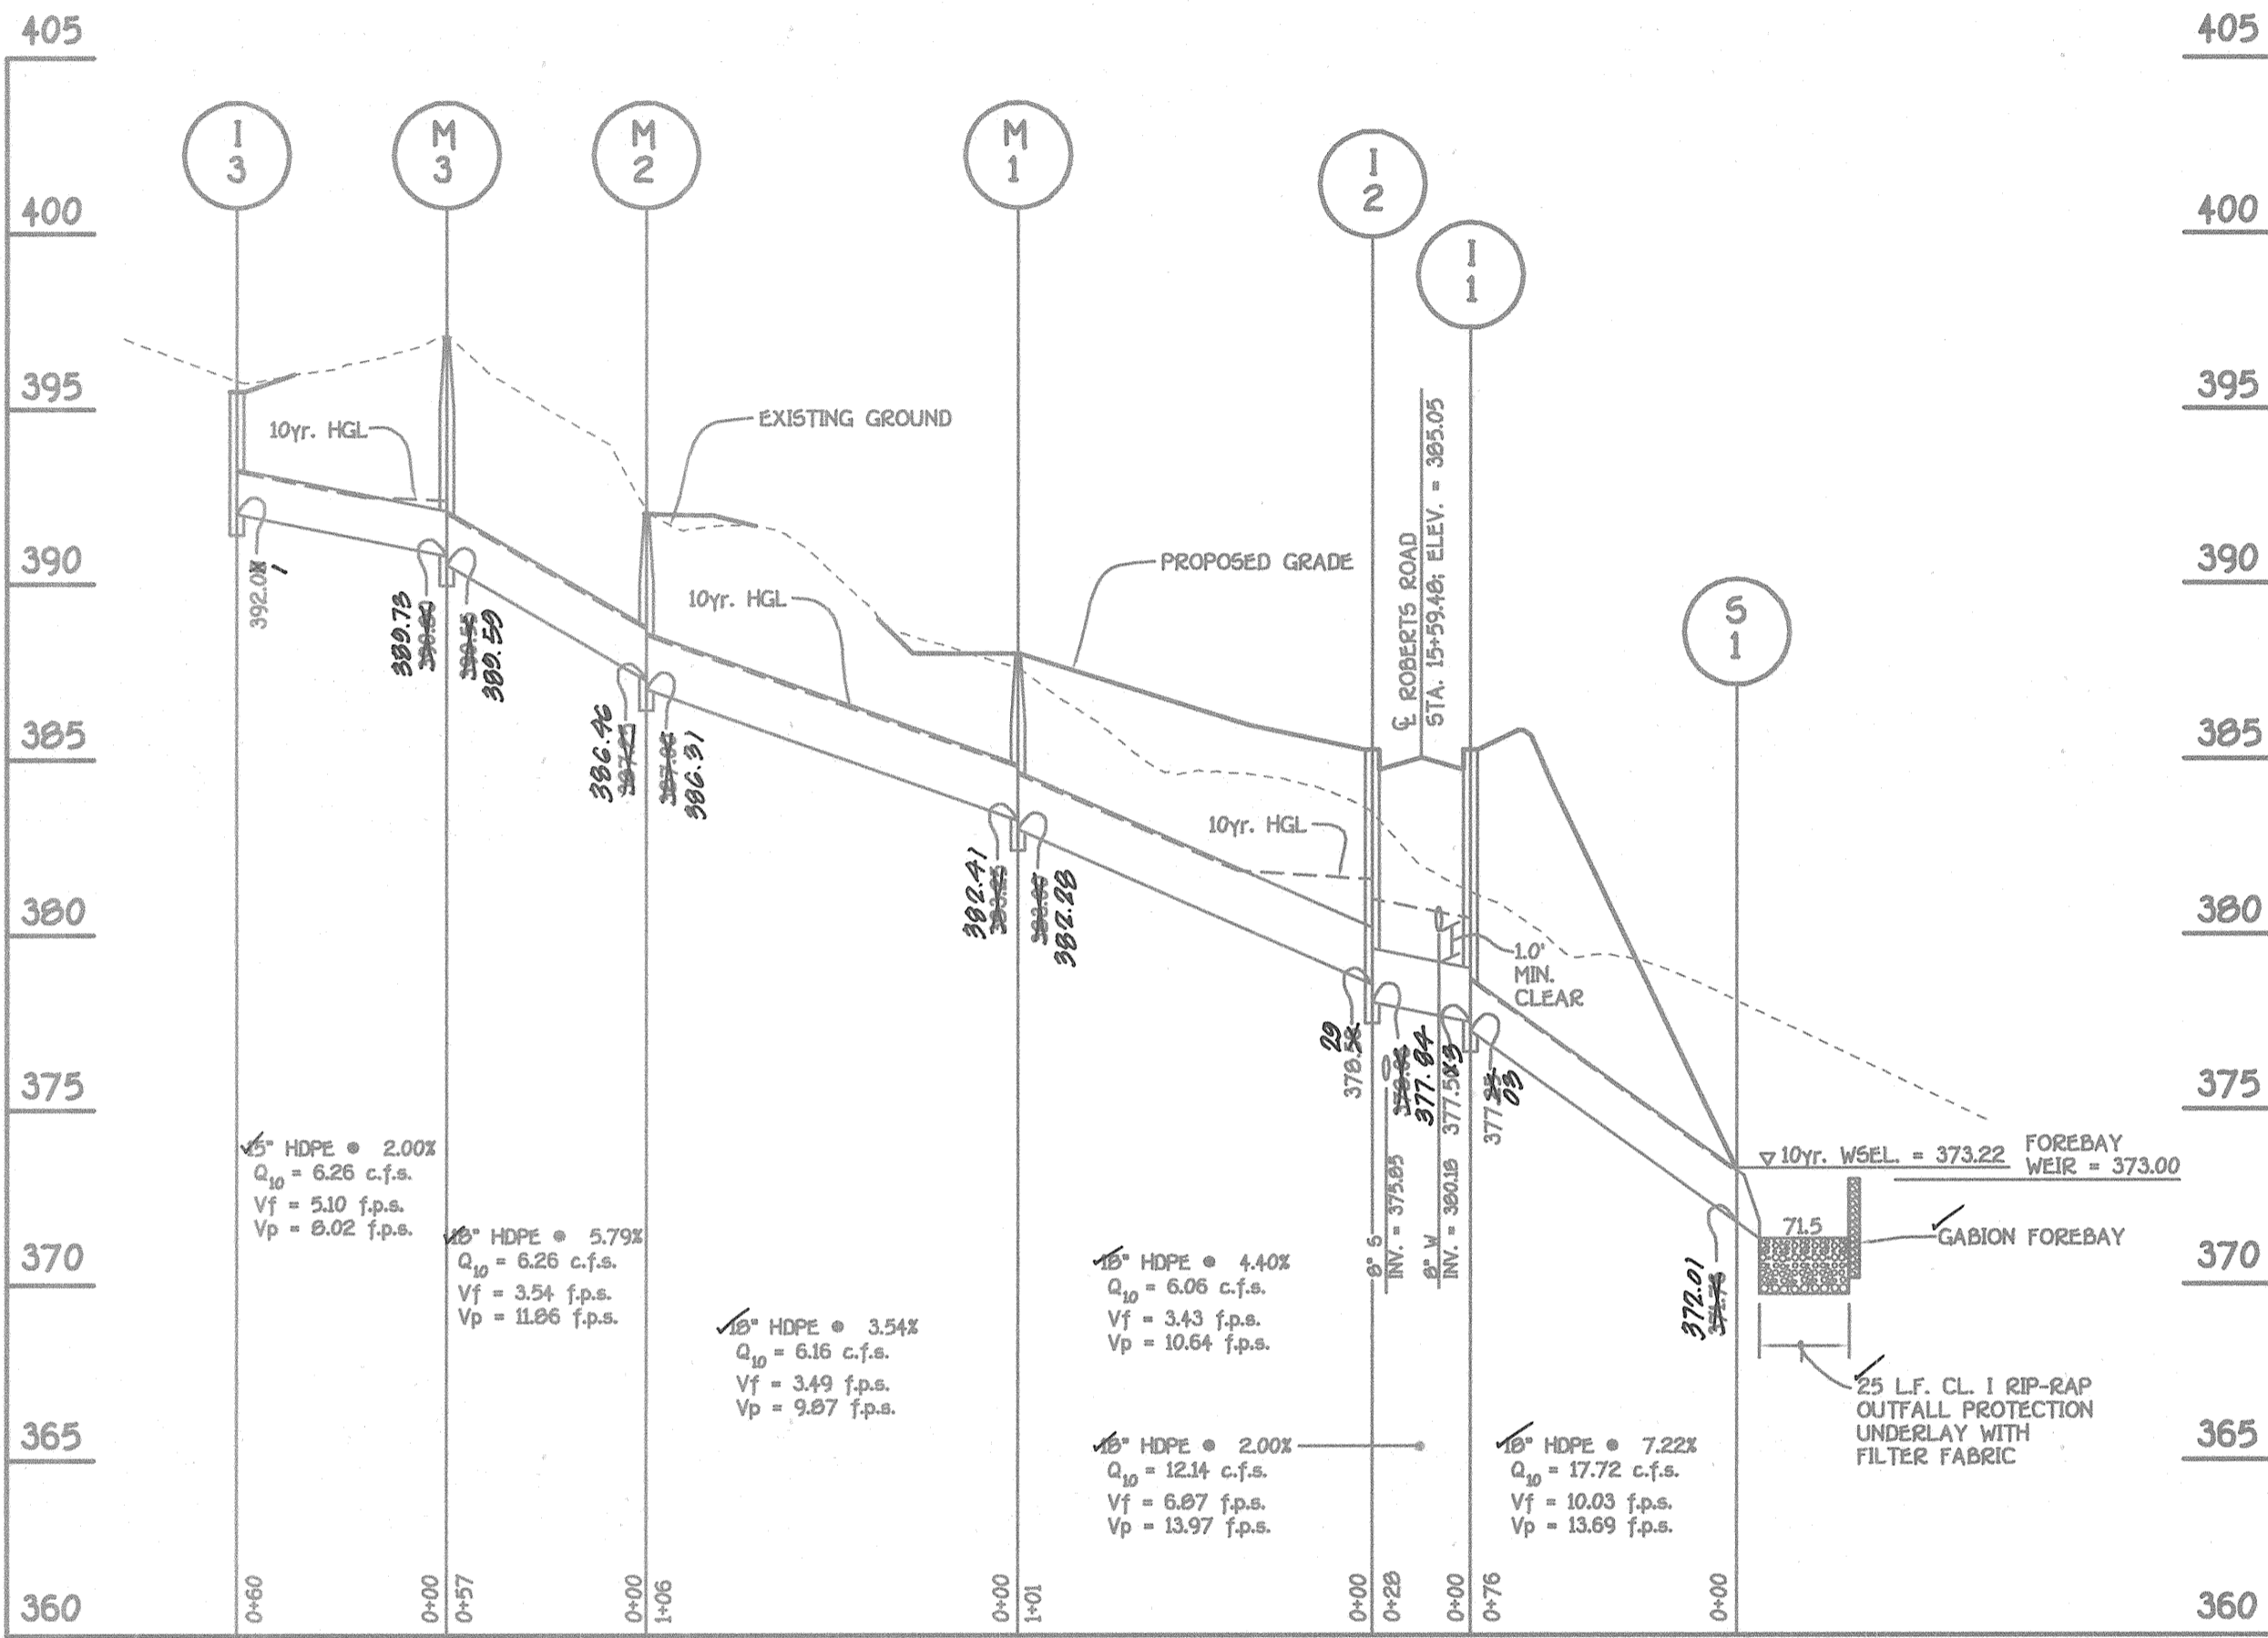 405
405
I
3
M
3
M
2
M
1
I
2
I
1
400
400
395
395
10yr. HGL
EXISTING GROUND
390
390
392.0
1
389.73
389.59
10yr. HGL
PROPOSED GRADE
℄ ROBERTS ROAD
STA. 15+59.48; ELEV. = 385.05
S
1
385
385
386.46
386.31
10yr. HGL
382.41
382.28
380
380
1.0'
MIN.
CLEAR
29
378.
377.84
377.5
3
377.
03
375
375
8" S
INV. = 375.85
8" W
INV. = 380.18
10yr. WSEL. = 373.22
FOREBAY
WEIR = 373.00
71.5
GABION FOREBAY
370
370
372.01
15" HDPE @ 2.00%
Q10 = 6.26 c.f.s.
Vf = 5.10 f.p.s.
Vp = 8.02 f.p.s.
18" HDPE @ 5.79%
Q10 = 6.26 c.f.s.
Vf = 3.54 f.p.s.
Vp = 11.86 f.p.s.
18" HDPE @ 3.54%
Q10 = 6.16 c.f.s.
Vf = 3.49 f.p.s.
Vp = 9.87 f.p.s.
18" HDPE @ 4.40%
Q10 = 6.06 c.f.s.
Vf = 3.43 f.p.s.
Vp = 10.64 f.p.s.
18" HDPE @ 2.00%
Q10 = 12.14 c.f.s.
Vf = 6.87 f.p.s.
Vp = 13.97 f.p.s.
18" HDPE @ 7.22%
Q10 = 17.72 c.f.s.
Vf = 10.03 f.p.s.
Vp = 13.69 f.p.s.
25 L.F. CL. I RIP-RAP
OUTFALL PROTECTION
UNDERLAY WITH
FILTER FABRIC
365
365
0+60
0+00
0+57
0+00
1+06
0+00
1+01
0+00
0+28
0+00
0+76
0+00
360
360